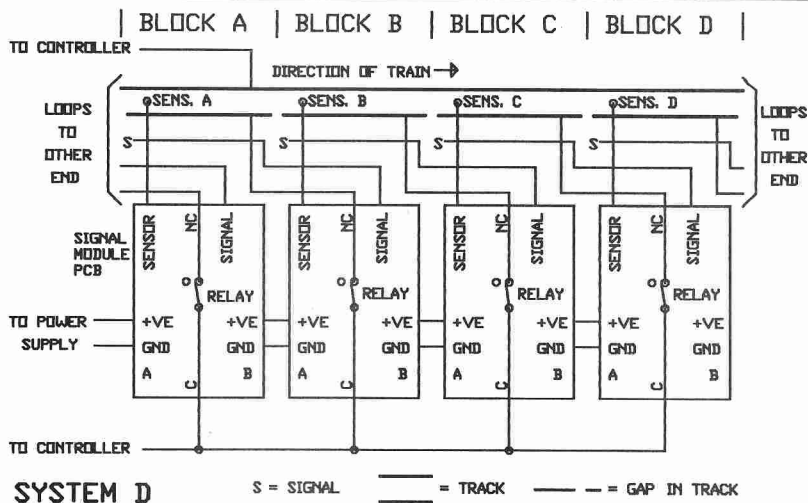 BLOCK A | BLOCK B | BLOCK C | BLOCK D
TO CONTROLLER
DIRECTION OF TRAIN
SENS. A SENS. B SENS. C SENS. D
LOOPS TO OTHER END
S S S S
LOOPS TO OTHER END
SIGNAL MODULE PCB
SENSOR NC SIGNAL SENSOR NC SIGNAL SENSOR NC SIGNAL SENSOR NC SIGNAL
RELAY RELAY RELAY RELAY
TO POWER SUPPLY
+VE +VE +VE +VE +VE +VE +VE +VE
GND GND GND GND GND GND GND GND
A C B A C B A C B A C B
TO CONTROLLER
SYSTEM D S = SIGNAL = TRACK = GAP IN TRACK